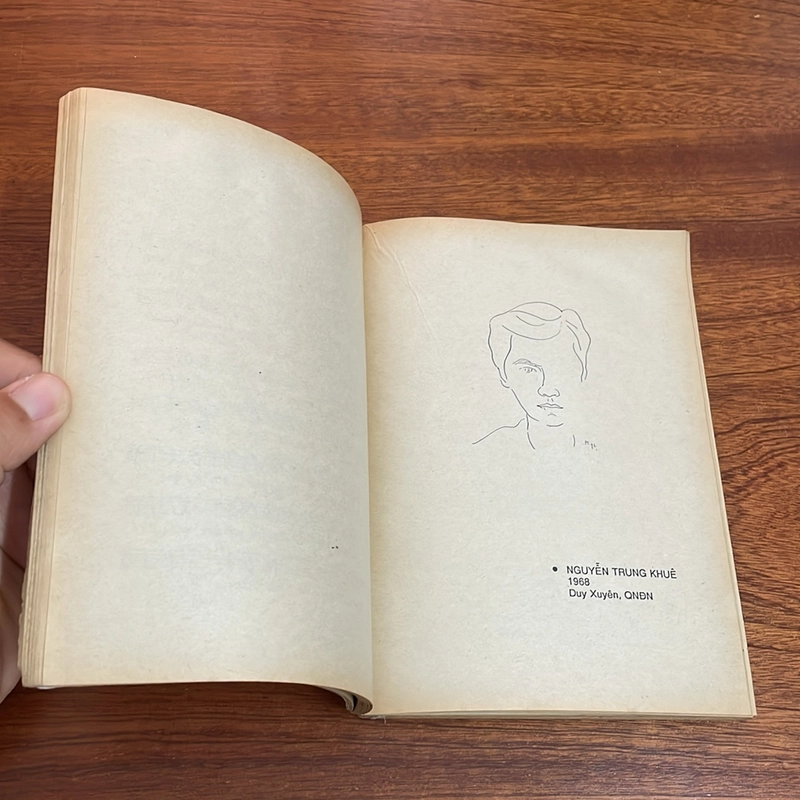 • NGUYỄN TRUNG KHUÊ
1968
Duy Xuyên, QNĐN